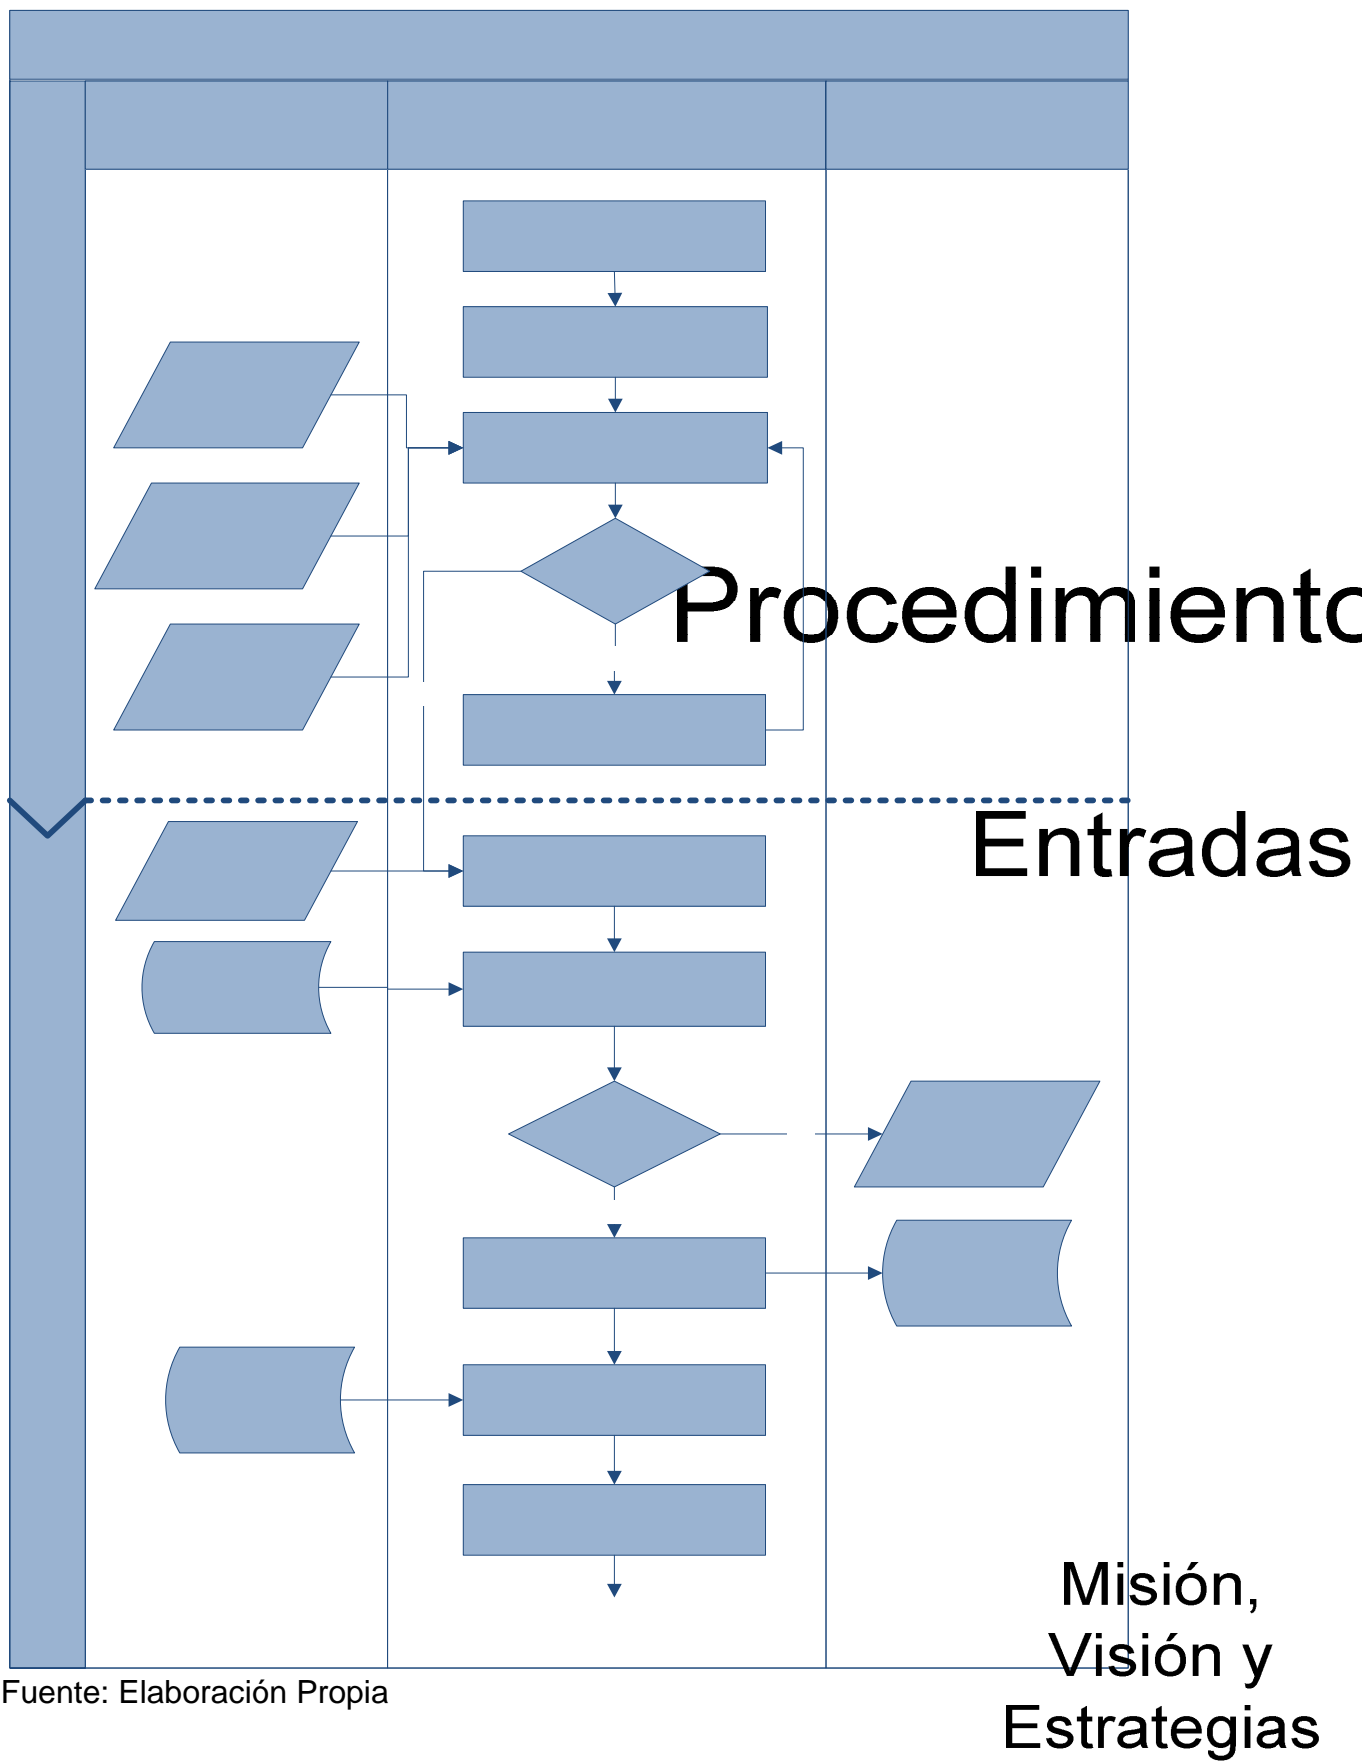 Procedimiento
Entradas
Misión,
Visión y
Estrategias
Fuente: Elaboración Propia